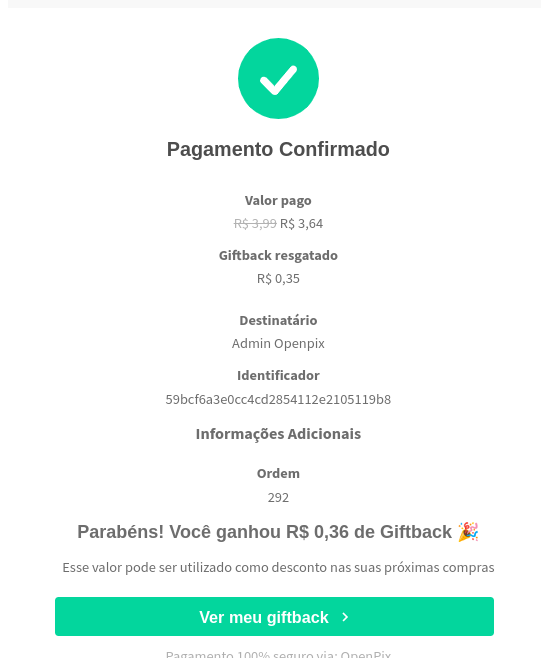 Pagamento Confirmado
Valor pago
R$ 3,99 R$ 3,64
Giftback resgatado
R$ 0,35
Destinatário
Admin Openpix
Identificador
59bcf6a3e0cc4cd2854112e2105119b8
Informações Adicionais
Ordem
292
Parabéns! Você ganhou R$ 0,36 de Giftback 🎉
Esse valor pode ser utilizado como desconto nas suas próximas compras
Ver meu giftback
Pagamento 100% seguro via: OpenPix